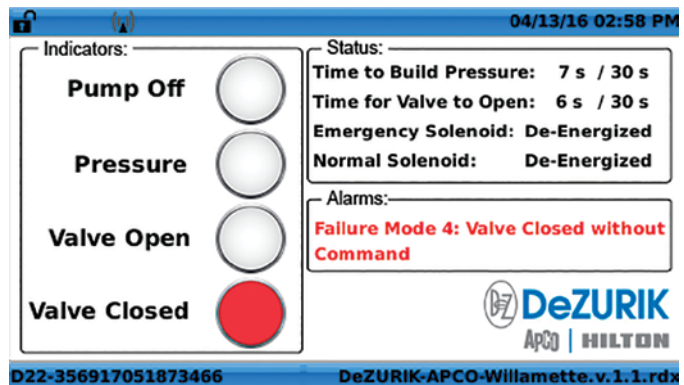 04/13/16 02:58 PM
Indicators:
Pump Off
Pressure
Valve Open
Valve Closed
Status:
Time to Build Pressure: 7 s / 30 s
Time for Valve to Open: 6 s / 30 s
Emergency Solenoid: De-Energized
Normal Solenoid: De-Energized
Alarms:
Failure Mode 4: Valve Closed without
Command
DZ DeZURIK
APCO | HILTON
D22-356917051873466 DeZURIK-APCO-Willamette.v.1.1.rdx